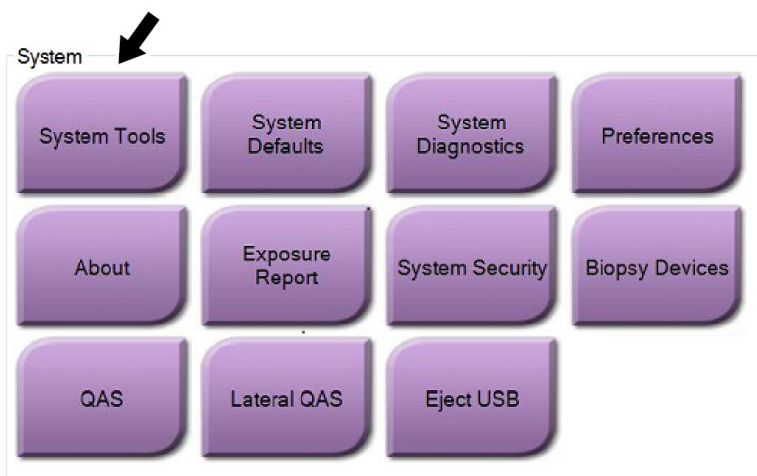 System
System Tools
System
Defaults
System
Diagnostics
Preferences
About
Exposure
Report
System Security
Biopsy Devices
QAS
Lateral QAS
Eject USB